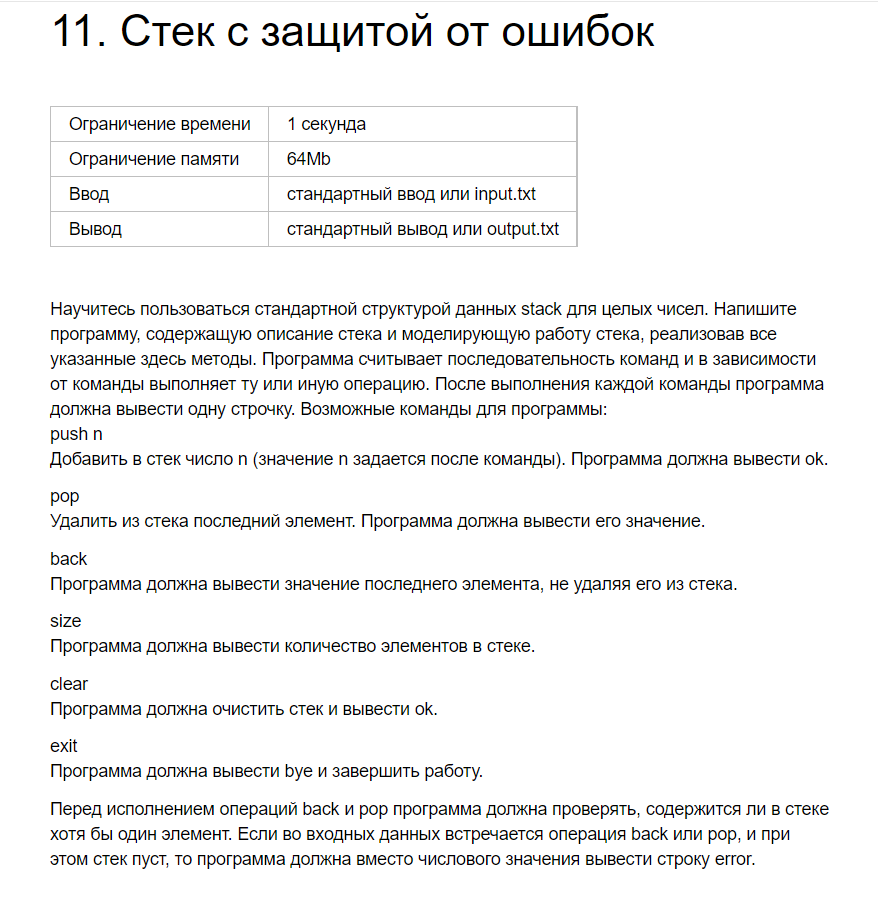 11. Стек с защитой от ошибок
Ограничение времени 1 секунда
Ограничение памяти 64Mb
Ввод стандартный ввод или input.txt
Вывод стандартный вывод или output.txt
Научитесь пользоваться стандартной структурой данных stack для целых чисел. Напишите
программу, содержащую описание стека и моделирующую работу стека, реализовав все
указанные здесь методы. Программа считывает последовательность команд и в зависимости
от команды выполняет ту или иную операцию. После выполнения каждой команды программа
должна вывести одну строчку. Возможные команды для программы:
push n
Добавить в стек число n (значение n задается после команды). Программа должна вывести ok.
pop
Удалить из стека последний элемент. Программа должна вывести его значение.
back
Программа должна вывести значение последнего элемента, не удаляя его из стека.
size
Программа должна вывести количество элементов в стеке.
clear
Программа должна очистить стек и вывести ok.
exit
Программа должна вывести bye и завершить работу.
Перед исполнением операций back и pop программа должна проверять, содержится ли в стеке
хотя бы один элемент. Если во входных данных встречается операция back или pop, и при
этом стек пуст, то программа должна вместо числового значения вывести строку error.